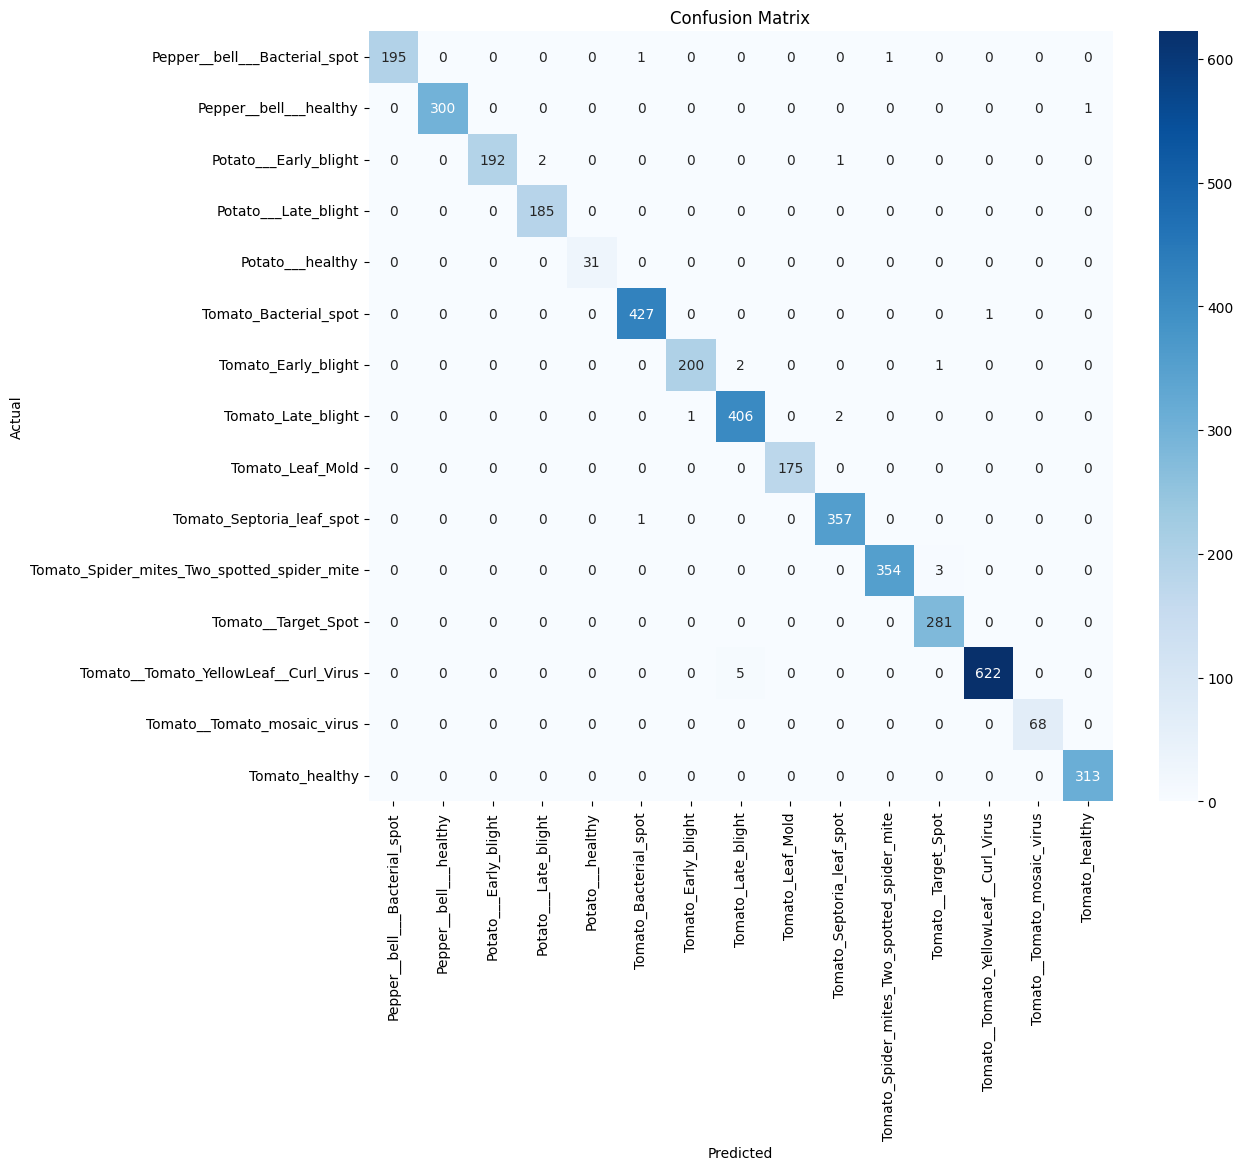 Confusion Matrix
Pepper__bell___Bacterial_spot 195 0 0 0 0 1 0 0 0 0 1 0 0 0 0
Pepper__bell___healthy 0 300 0 0 0 0 0 0 0 0 0 0 0 0 1
Potato___Early_blight 0 0 192 2 0 0 0 0 0 1 0 0 0 0 0
Potato___Late_blight 0 0 0 185 0 0 0 0 0 0 0 0 0 0 0
Potato___healthy 0 0 0 0 31 0 0 0 0 0 0 0 0 0 0
Tomato_Bacterial_spot 0 0 0 0 0 427 0 0 0 0 0 0 1 0 0
Tomato_Early_blight 0 0 0 0 0 0 200 2 0 0 0 1 0 0 0
Tomato_Late_blight 0 0 0 0 0 0 1 406 0 2 0 0 0 0 0
Tomato_Leaf_Mold 0 0 0 0 0 0 0 0 175 0 0 0 0 0 0
Tomato_Septoria_leaf_spot 0 0 0 0 0 1 0 0 0 357 0 0 0 0 0
Tomato_Spider_mites_Two_spotted_spider_mite 0 0 0 0 0 0 0 0 0 0 354 3 0 0 0
Tomato__Target_Spot 0 0 0 0 0 0 0 0 0 0 0 281 0 0 0
Tomato__Tomato_YellowLeaf__Curl_Virus 0 0 0 0 0 0 0 5 0 0 0 0 622 0 0
Tomato__Tomato_mosaic_virus 0 0 0 0 0 0 0 0 0 0 0 0 0 68 0
Tomato_healthy 0 0 0 0 0 0 0 0 0 0 0 0 0 0 313
Actual
Pepper__bell___Bacterial_spot
Pepper__bell___healthy
Potato___Early_blight
Potato___Late_blight
Potato___healthy
Tomato_Bacterial_spot
Tomato_Early_blight
Tomato_Late_blight
Tomato_Leaf_Mold
Tomato_Septoria_leaf_spot
Tomato_Spider_mites_Two_spotted_spider_mite
Tomato__Target_Spot
Tomato__Tomato_YellowLeaf__Curl_Virus
Tomato__Tomato_mosaic_virus
Tomato_healthy
Predicted
600
500
400
300
200
100
0